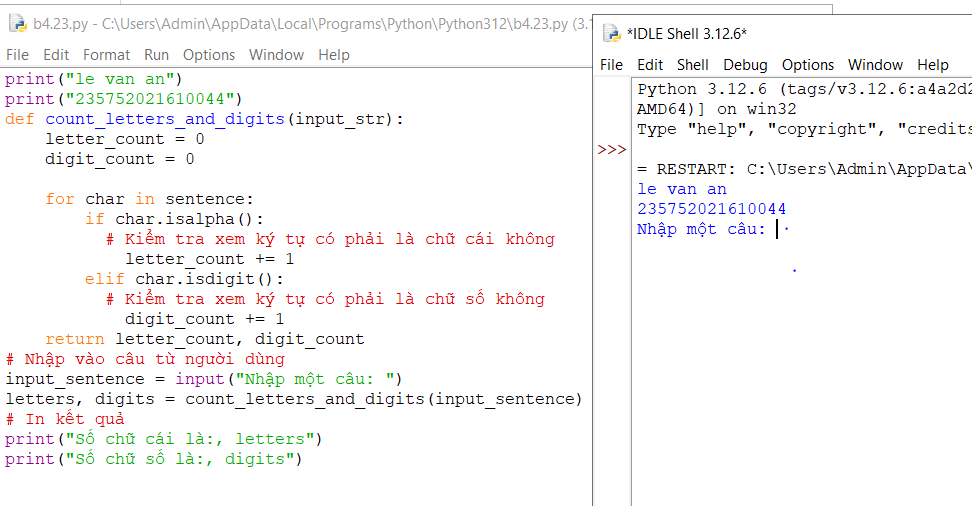 b4.23.py - C:\Users\Admin\AppData\Local\Programs\Python\Python312\b4.23.py (3.1
File Edit Format Run Options Window Help
print("le van an")
print("235752021610044")
def count_letters_and_digits(input_str):
    letter_count = 0
    digit_count = 0
    for char in sentence:
        if char.isalpha():
          # Kiểm tra xem ký tự có phải là chữ cái không
            letter_count += 1
        elif char.isdigit():
          # Kiểm tra xem ký tự có phải là chữ số không
            digit_count += 1
    return letter_count, digit_count
# Nhập vào câu từ người dùng
input_sentence = input("Nhập một câu: ")
letters, digits = count_letters_and_digits(input_sentence)
# In kết quả
print("Số chữ cái là:, letters")
print("Số chữ số là:, digits")
*IDLE Shell 3.12.6*
File Edit Shell Debug Options Window Help
Python 3.12.6 (tags/v3.12.6:a4a2d2
AMD64)] on win32
Type "help", "copyright", "credits
>>>
= RESTART: C:\Users\Admin\AppData\
le van an
235752021610044
Nhập một câu: